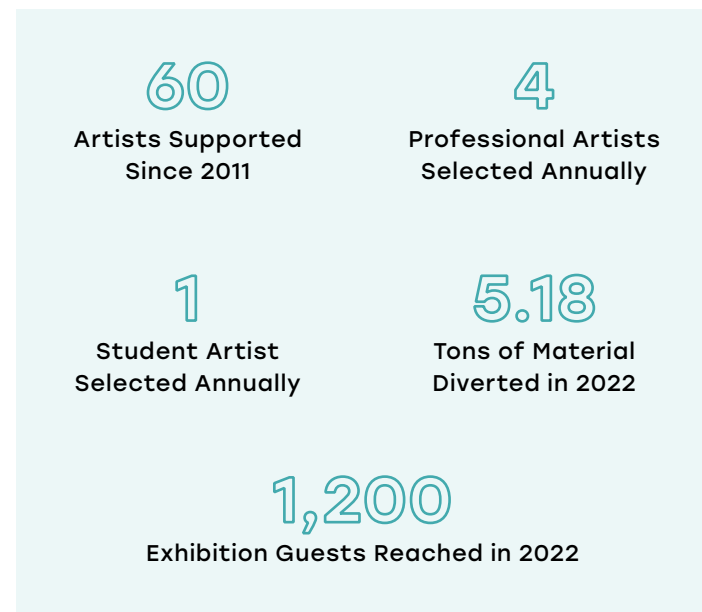 60
Artists Supported
Since 2011
4
Professional Artists
Selected Annually
1
Student Artist
Selected Annually
5.18
Tons of Material
Diverted in 2022
1,200
Exhibition Guests Reached in 2022